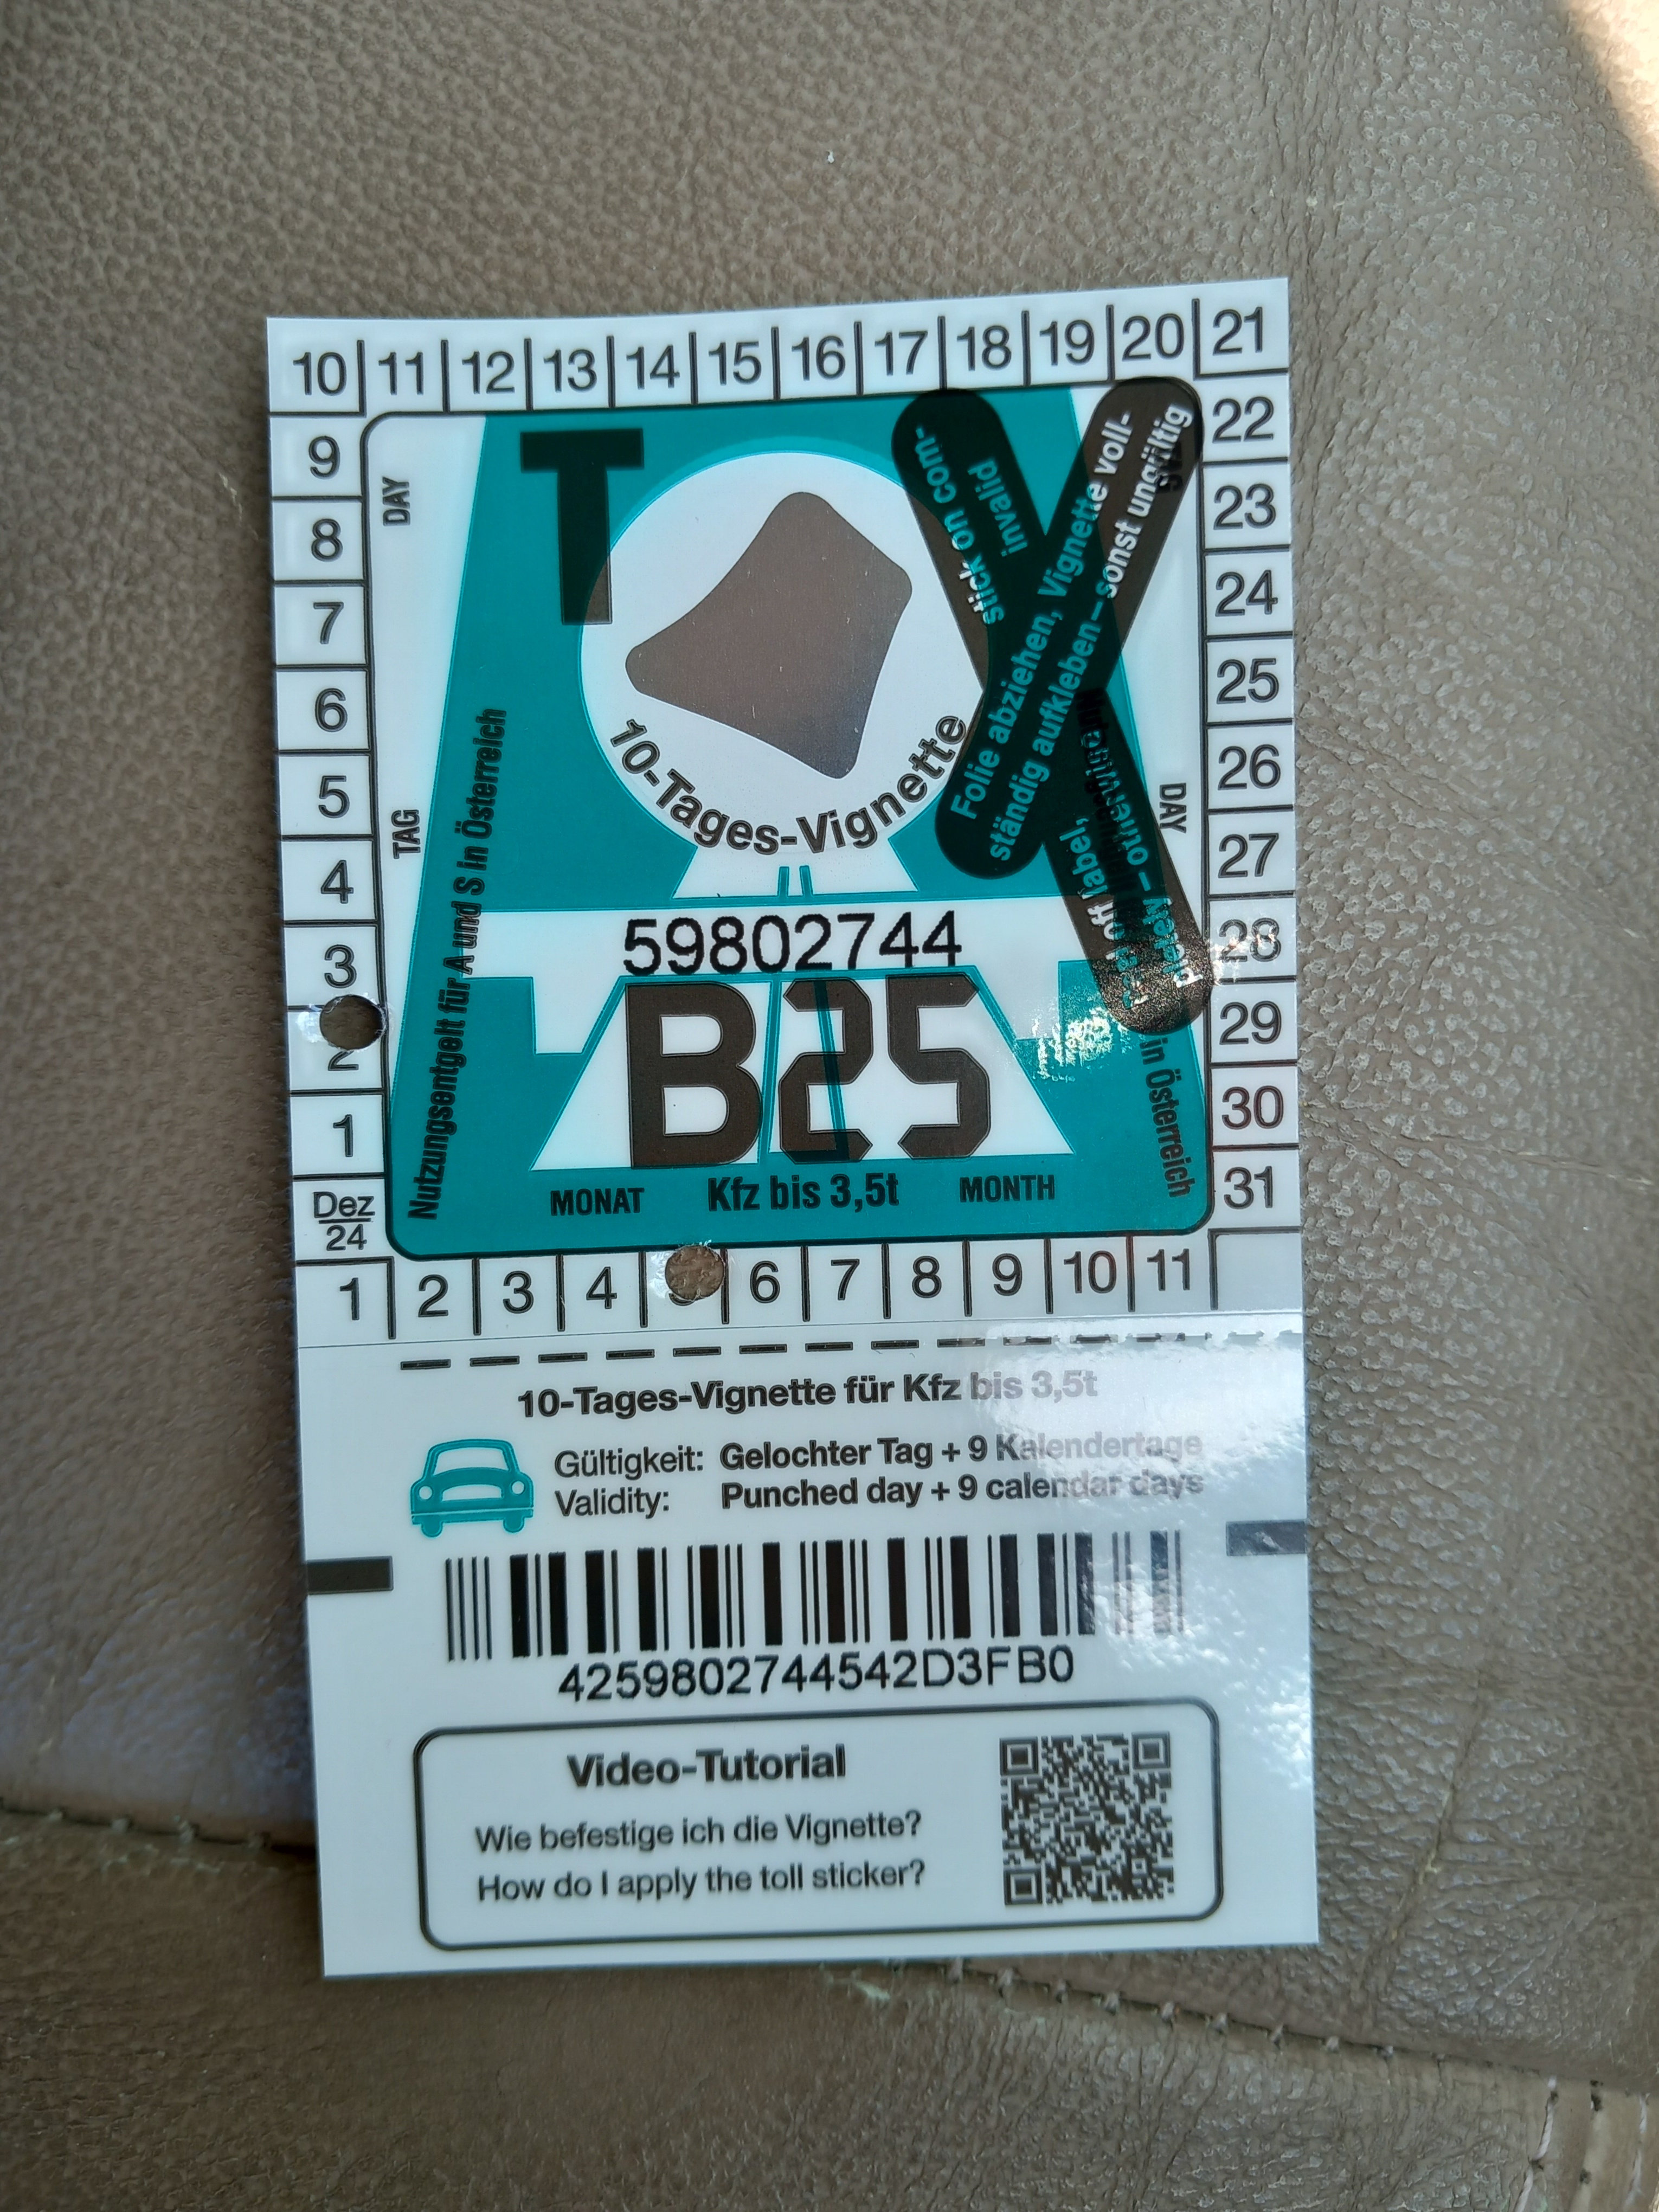 10 11 12 13 14 15 16 17 18 19 20 21
9
8
7
6
5
4
3
2
1
Dez
24
22
23
24
25
26
27
28
29
30
31
DAY
TAG
T
Nutzungsentgelt für A und S in Österreich
10-Tages-Vignette
stick on com-
invalid
Folie abziehen, Vignette voll-
ständig aufkleben – sonst ungültig
off label,
DAY
in Österreich
59802744
B25
MONAT Kfz bis 3,5t MONTH
1 2 3 4 6 7 8 9 10 11
10-Tages-Vignette für Kfz bis 3,5t
Gültigkeit: Gelochter Tag + 9 Kalendertage
Validity: Punched day + 9 calendar days
4259802744542D3FB0
Video-Tutorial
Wie befestige ich die Vignette?
How do I apply the toll sticker?